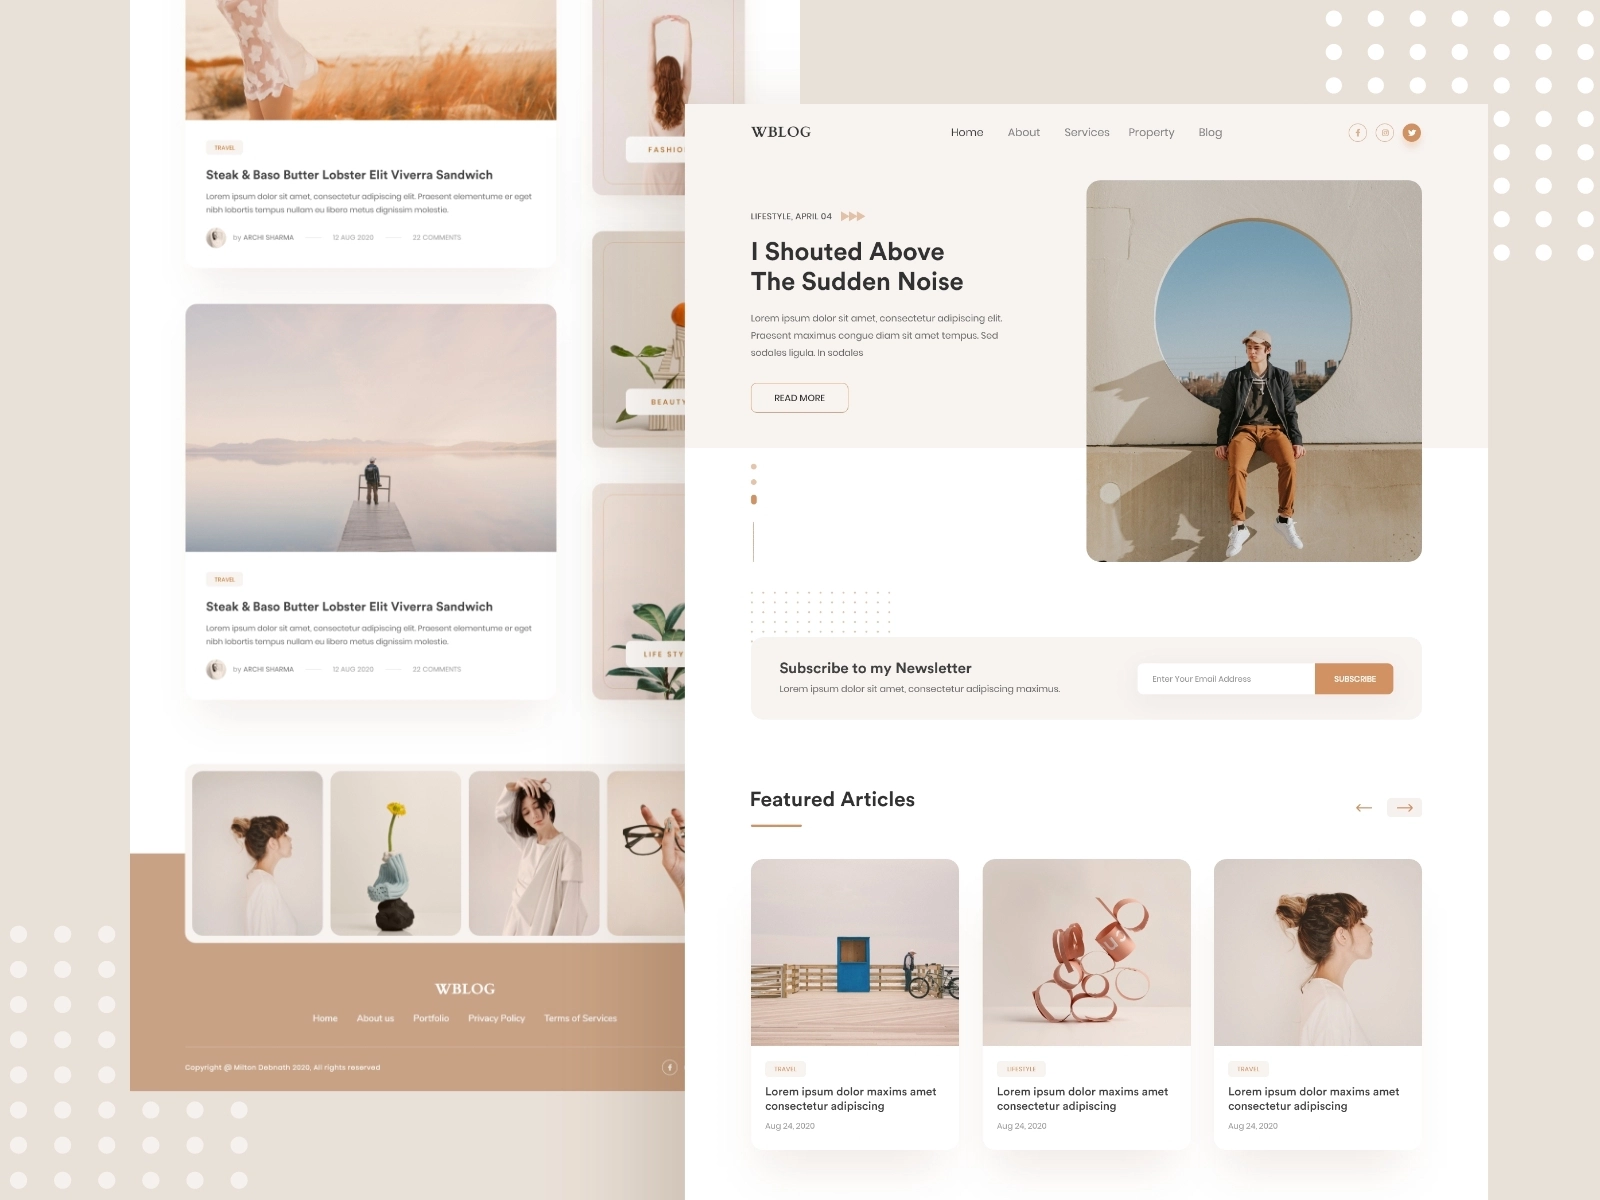 TRAVEL
Steak & Baso Butter Lobster Elit Viverra Sandwich
Lorem ipsum dolor sit amet, consectetur adipiscing elit. Praesent elementume er eget
nibh lobortis tempus nullam eu libero metus dignissim molestie.
by ARCHI SHARMA 12 AUG 2020 22 COMMENTS
TRAVEL
Steak & Baso Butter Lobster Elit Viverra Sandwich
Lorem ipsum dolor sit amet, consectetur adipiscing elit. Praesent elementume er eget
nibh lobortis tempus nullam eu libero metus dignissim molestie.
by ARCHI SHARMA 12 AUG 2020 22 COMMENTS
FASHIO
BEAUTY
LIFE STY
WBLOG
Home About us Portfolio Privacy Policy Terms of Services
Copyright @ Milton Debnath 2020, All rights reserved
WBLOG
Home About Services Property Blog
LIFESTYLE, APRIL 04
I Shouted Above
The Sudden Noise
Lorem ipsum dolor sit amet, consectetur adipiscing elit.
Praesent maximus congue diam sit amet tempus. Sed
sodales ligula. In sodales
READ MORE
Subscribe to my Newsletter
Lorem ipsum dolor sit amet, consectetur adipiscing maximus.
Enter Your Email Address
SUBSCRIBE
Featured Articles
TRAVEL
Lorem ipsum dolor maxims amet
consectetur adipiscing
Aug 24, 2020
LIFESTYLE
Lorem ipsum dolor maxims amet
consectetur adipiscing
Aug 24, 2020
TRAVEL
Lorem ipsum dolor maxims amet
consectetur adipiscing
Aug 24, 2020